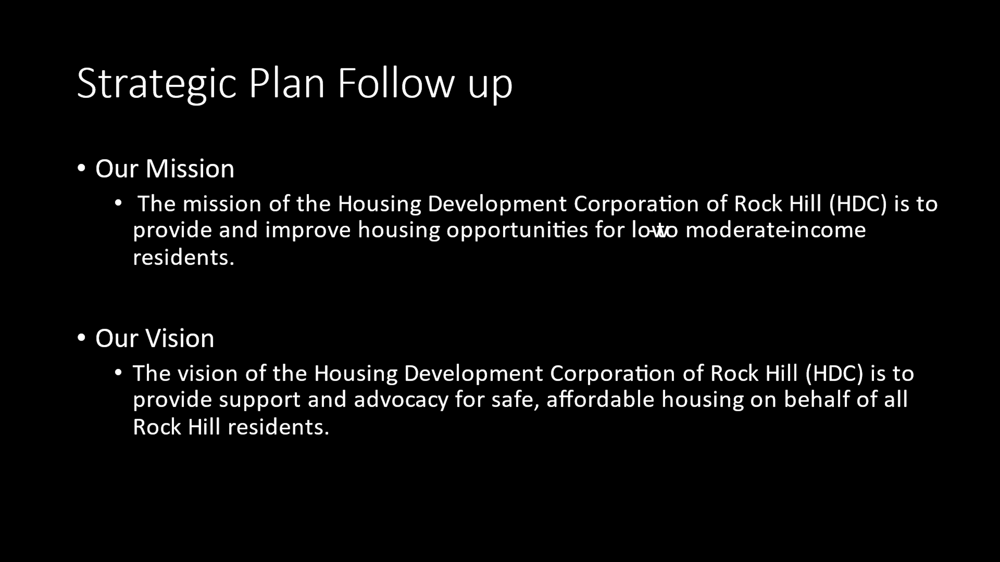 Strategic Plan Follow up
• Our Mission
• The mission of the Housing Development Corporation of Rock Hill (HDC) is to
provide and improve housing opportunities for low-to moderate-income
residents.
• Our Vision
• The vision of the Housing Development Corporation of Rock Hill (HDC) is to
provide support and advocacy for safe, affordable housing on behalf of all
Rock Hill residents.